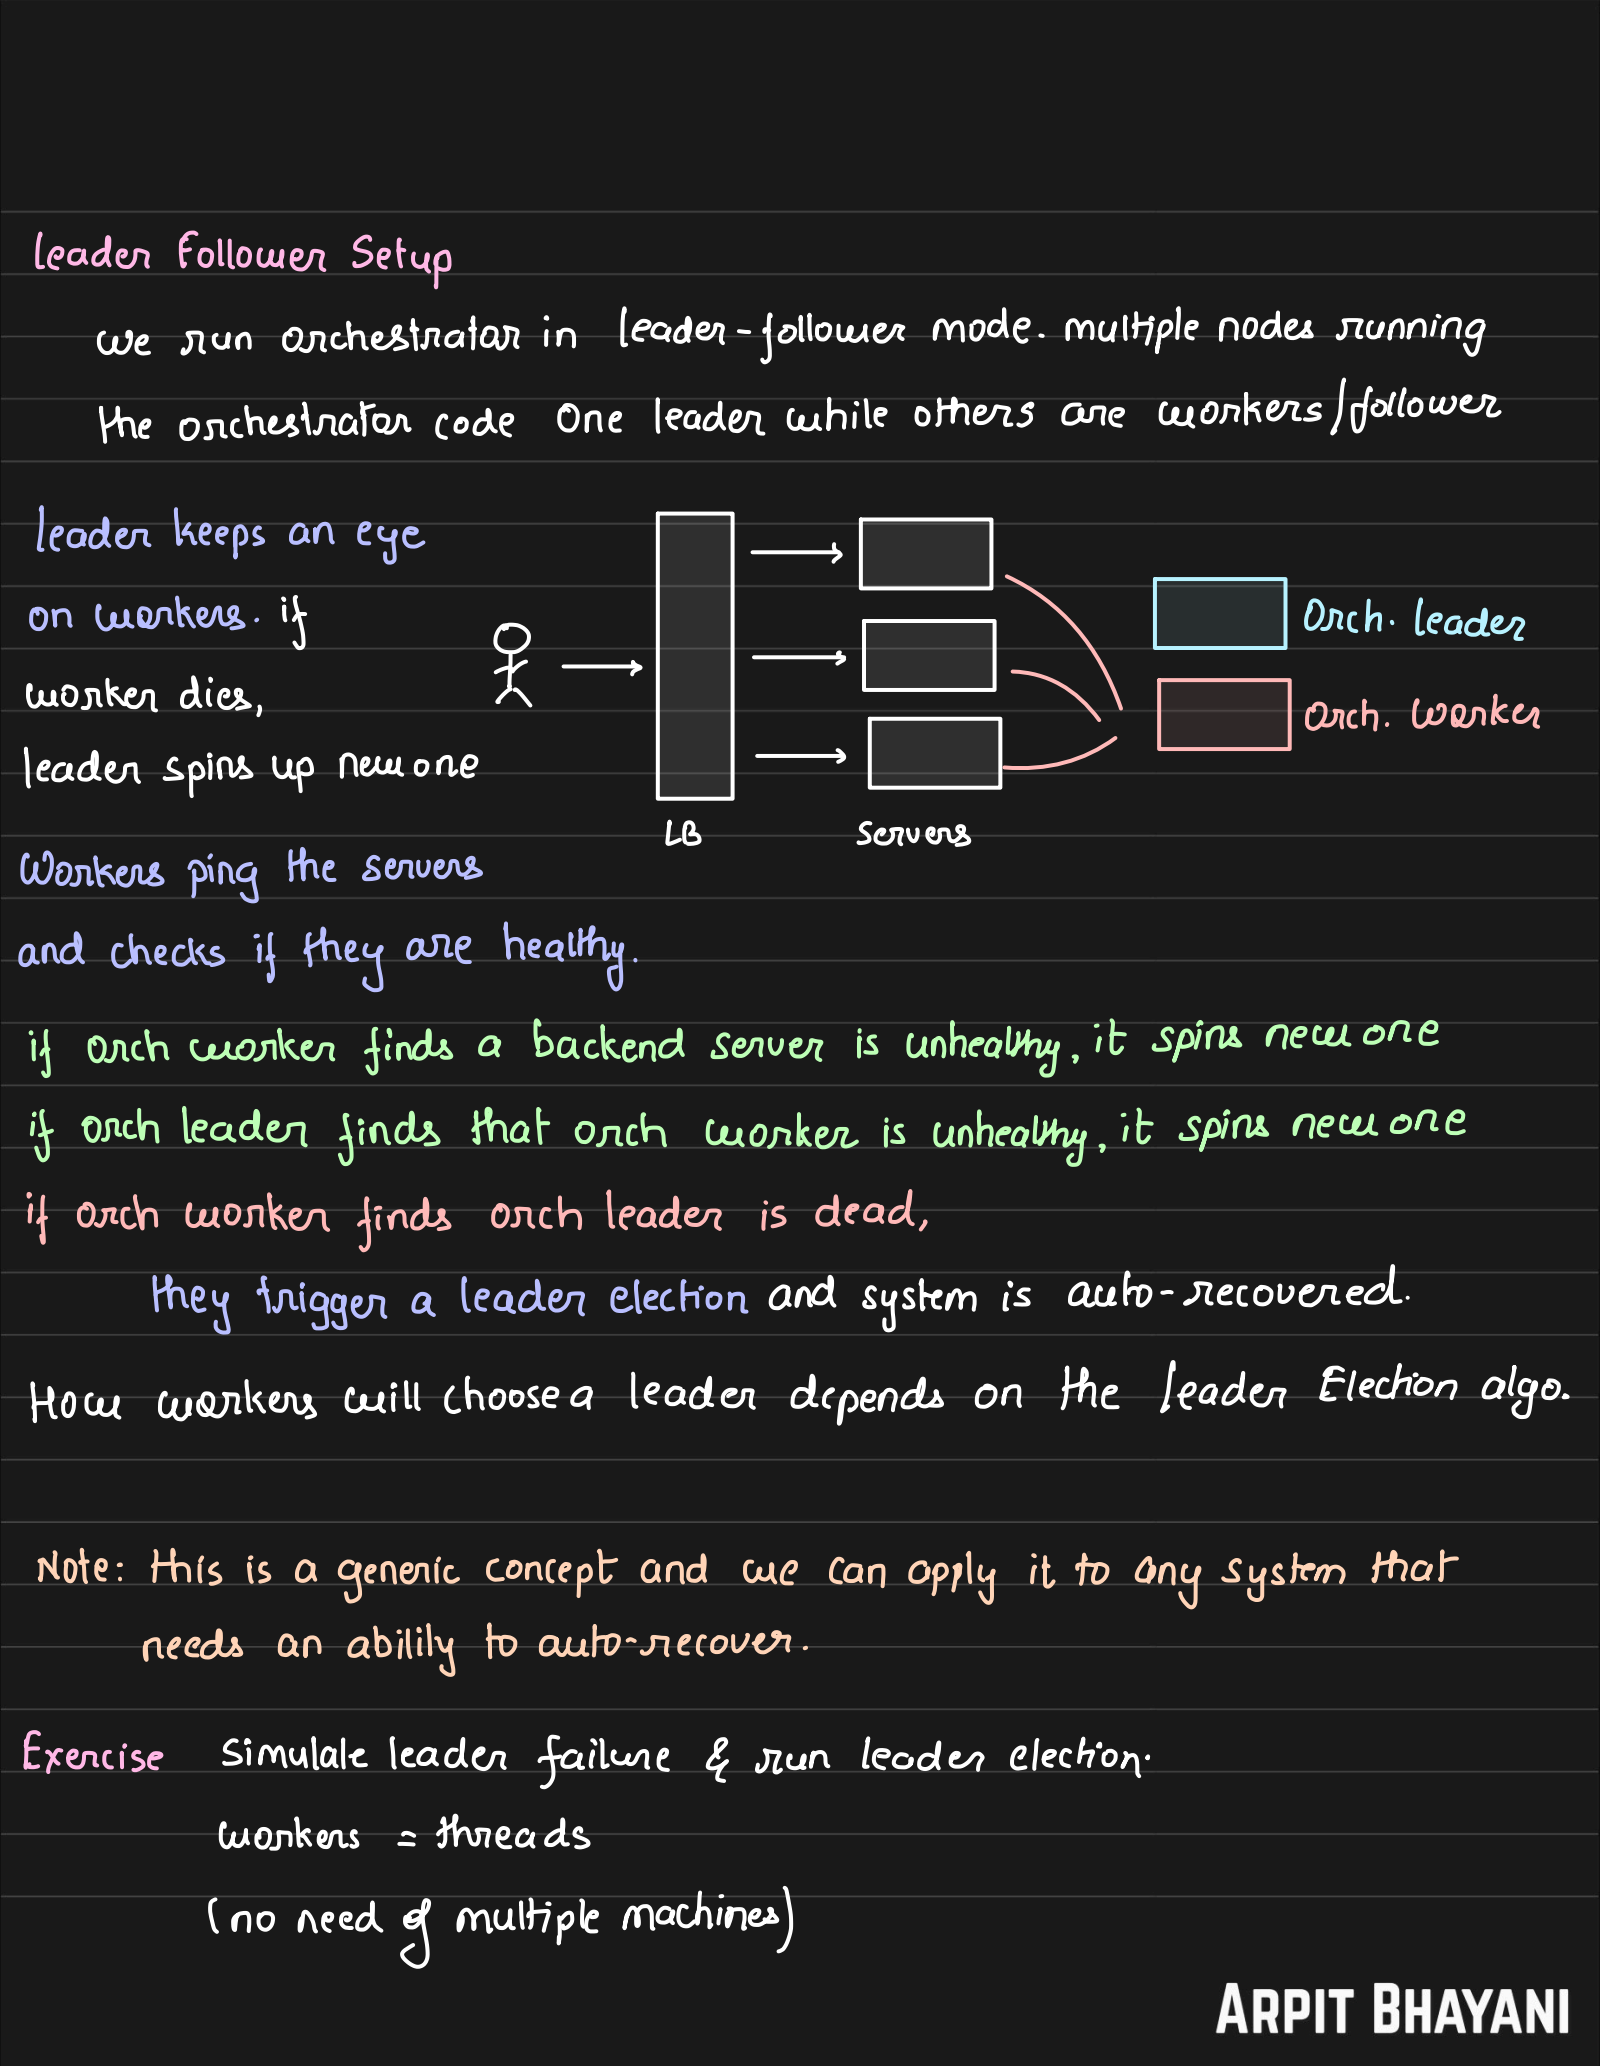 Leader Follower Setup
we run orchestrator in leader-follower mode. multiple nodes running
the orchestrator code One leader while others are workers/follower
leader keeps an eye
on workers. if
worker dies,
leader spins up new one
Orch. leader
Orch. worker
LB
Servers
Workers ping the servers
and checks if they are healthy.
if orch worker finds a backend server is unhealthy, it spins new one
if orch leader finds that orch worker is unhealthy, it spins new one
if orch worker finds orch leader is dead,
they trigger a leader election and system is auto-recovered.
How workers will choose a leader depends on the leader Election algo.
Note: this is a generic concept and we can apply it to any system that
needs an ability to auto-recover.
Exercise Simulate leader failure & run leader election.
workers = threads
(no need of multiple machines)
ARPIT BHAYANI